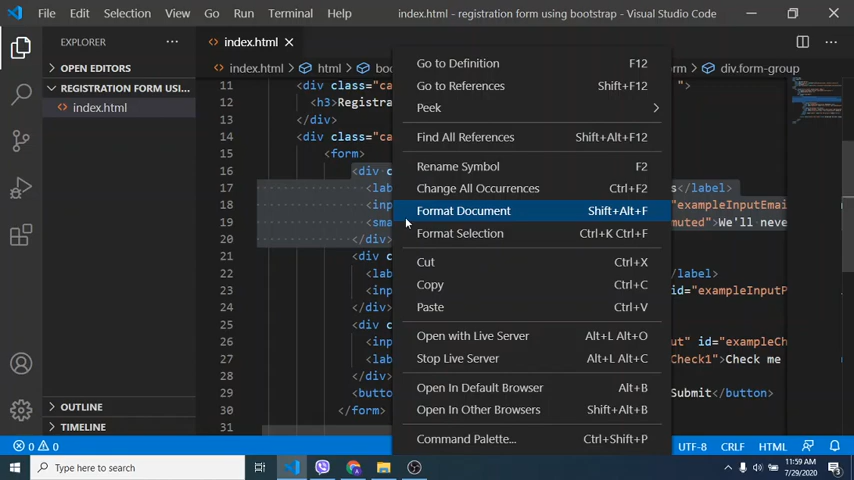 File Edit Selection View Go Run Terminal Help index.html - registration form using bootstrap - Visual Studio Code
EXPLORER ...
index.html
OPEN EDITORS
REGISTRATION FORM USI...
index.html
OUTLINE
TIMELINE
<> index.html > html > 
rm > div.form-group
11 <div class="ca ">
12 <h3>Registra
13 </div>
14 <div class="ca
15 <form>
16 <div c
17 <lab s</label>
18 <inp "exampleInputEmai
19 <sma muted">We'll neve
20 </div>
21 <div c
22 <lab </label>
23 <inp id="exampleInputP
24 </div>
25 <div c
26 <inp ut" id="exampleCh
27 <lab Check1">Check me
28 </div>
29 <butto Submit</button>
30 </form>
31
Go to Definition F12
Go to References Shift+F12
Peek
Find All References Shift+Alt+F12
Rename Symbol F2
Change All Occurrences Ctrl+F2
Format Document Shift+Alt+F
Format Selection Ctrl+K Ctrl+F
Cut Ctrl+X
Copy Ctrl+C
Paste Ctrl+V
Open with Live Server Alt+L Alt+O
Stop Live Server Alt+L Alt+C
Open In Default Browser Alt+B
Open In Other Browsers Shift+Alt+B
Command Palette... Ctrl+Shift+P
0 0 UTF-8 CRLF HTML
Type here to search
11:59 AM
7/29/2020
3